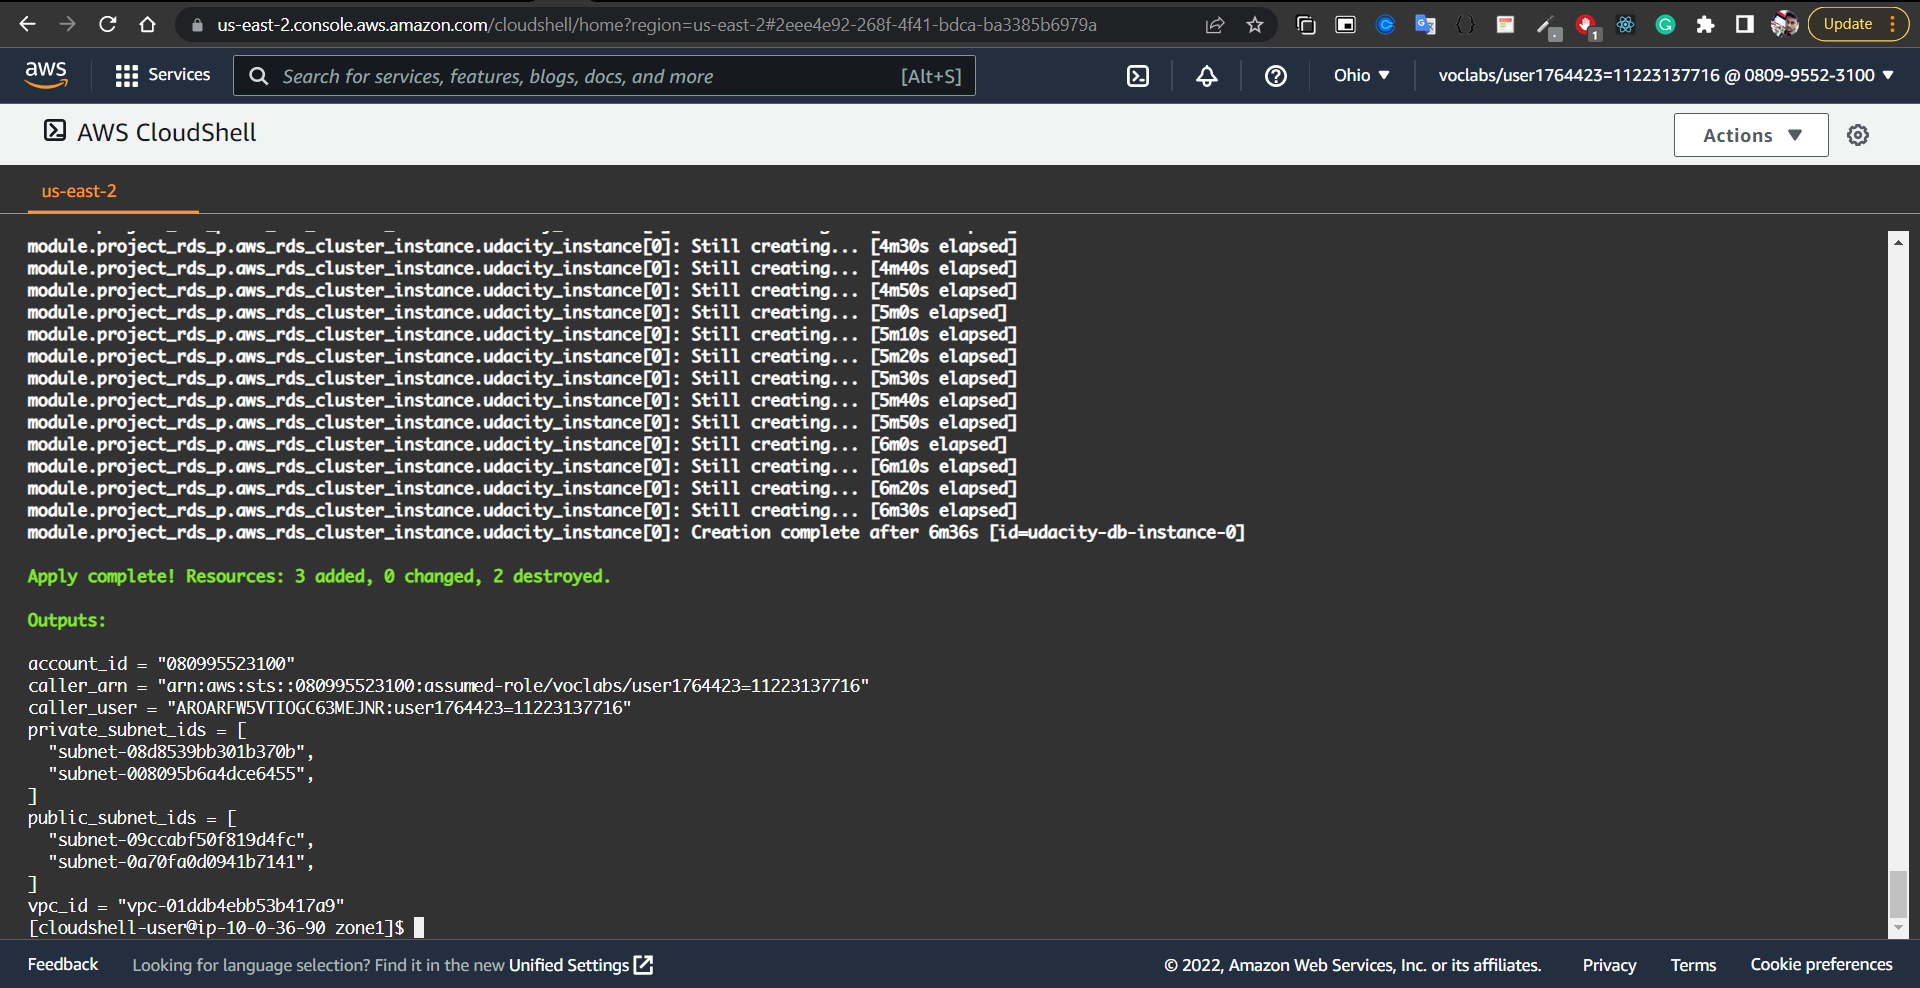 us-east-2.console.aws.amazon.com/cloudshell/home?region=us-east-2#2eee4e92-268f-4f41-bdca-ba3385b6979a
1
Update
aws
Services
Search for services, features, blogs, docs, and more
[Alt+S]
Ohio ▼
voclabs/user1764423=11223137716 @ 0809-9552-3100 ▼
AWS CloudShell
Actions ▼
us-east-2
module.project_rds_p.aws_rds_cluster_instance.udacity_instance[0]: Still creating... [4m30s elapsed]
module.project_rds_p.aws_rds_cluster_instance.udacity_instance[0]: Still creating... [4m40s elapsed]
module.project_rds_p.aws_rds_cluster_instance.udacity_instance[0]: Still creating... [4m50s elapsed]
module.project_rds_p.aws_rds_cluster_instance.udacity_instance[0]: Still creating... [5m0s elapsed]
module.project_rds_p.aws_rds_cluster_instance.udacity_instance[0]: Still creating... [5m10s elapsed]
module.project_rds_p.aws_rds_cluster_instance.udacity_instance[0]: Still creating... [5m20s elapsed]
module.project_rds_p.aws_rds_cluster_instance.udacity_instance[0]: Still creating... [5m30s elapsed]
module.project_rds_p.aws_rds_cluster_instance.udacity_instance[0]: Still creating... [5m40s elapsed]
module.project_rds_p.aws_rds_cluster_instance.udacity_instance[0]: Still creating... [5m50s elapsed]
module.project_rds_p.aws_rds_cluster_instance.udacity_instance[0]: Still creating... [6m0s elapsed]
module.project_rds_p.aws_rds_cluster_instance.udacity_instance[0]: Still creating... [6m10s elapsed]
module.project_rds_p.aws_rds_cluster_instance.udacity_instance[0]: Still creating... [6m20s elapsed]
module.project_rds_p.aws_rds_cluster_instance.udacity_instance[0]: Still creating... [6m30s elapsed]
module.project_rds_p.aws_rds_cluster_instance.udacity_instance[0]: Creation complete after 6m36s [id=udacity-db-instance-0]
Apply complete! Resources: 3 added, 0 changed, 2 destroyed.
Outputs:
account_id = "080995523100"
caller_arn = "arn:aws:sts::080995523100:assumed-role/voclabs/user1764423=11223137716"
caller_user = "AROARFW5VTIOGC63MEJNR:user1764423=11223137716"
private_subnet_ids = [
"subnet-08d8539bb301b370b",
"subnet-008095b6a4dce6455",
]
public_subnet_ids = [
"subnet-09ccabf50f819d4fc",
"subnet-0a70fa0d0941b7141",
]
vpc_id = "vpc-01ddb4ebb53b417a9"
[cloudshell-user@ip-10-0-36-90 zone1]$
Feedback
Looking for language selection? Find it in the new Unified Settings
© 2022, Amazon Web Services, Inc. or its affiliates.
Privacy
Terms
Cookie preferences